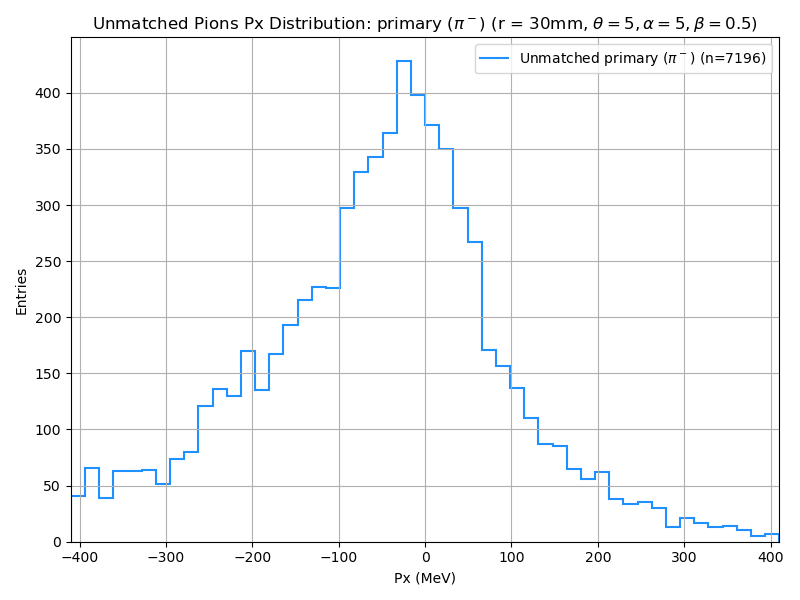 Unmatched Pions Px Distribution: primary (π⁻) (r = 30mm, θ = 5, α = 5, β = 0.5)
Unmatched primary (π⁻) (n=7196)
400
350
300
250
200
150
100
50
0
Entries
−400 −300 −200 −100 0 100 200 300 400
Px (MeV)